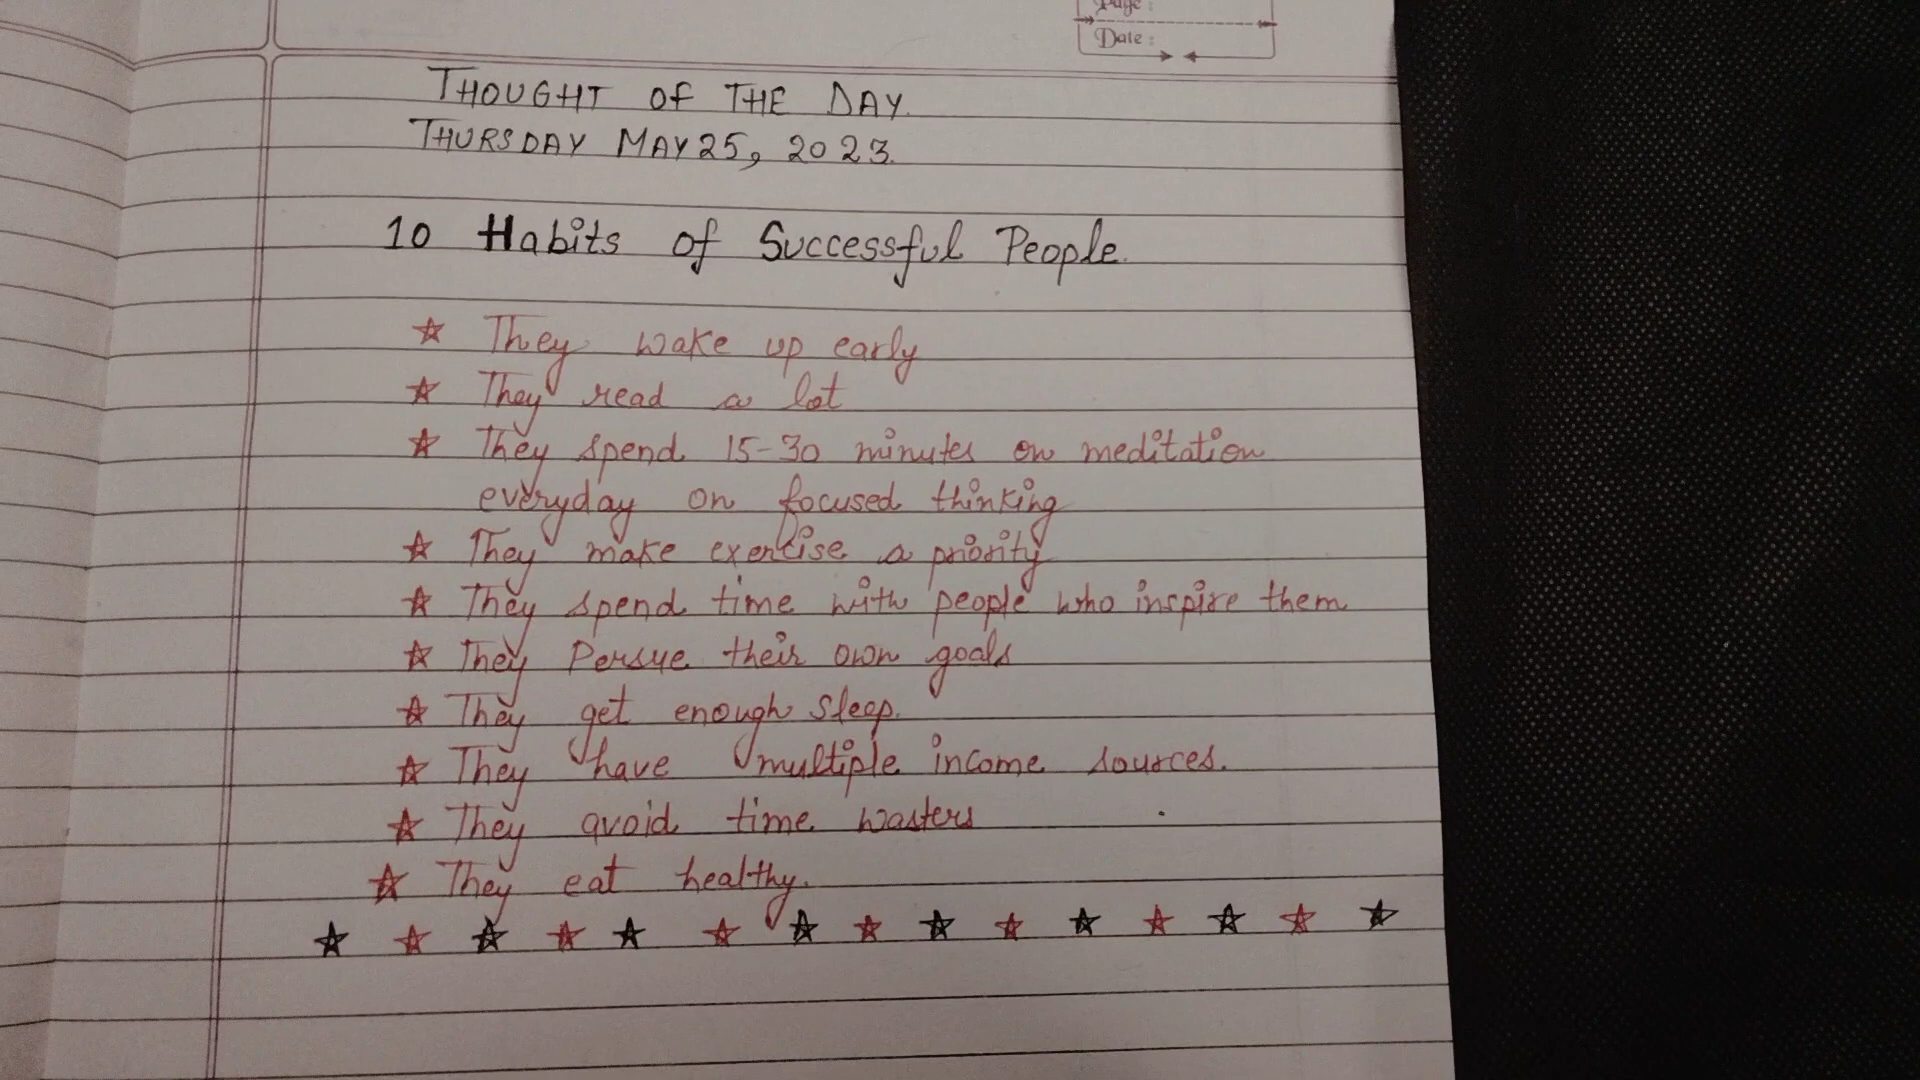 Page :
Date :
THOUGHT OF THE DAY.
THURSDAY MAY 25, 2023.
10 Habits of Successful People.
☆ They wake up early
☆ They read a lot
☆ They spend 15-30 minutes on meditation
everyday on focused thinking
☆ They make exercise a priority
☆ They spend time with people who inspire them
☆ They Persue their own goals
☆ They get enough sleep.
☆ They have multiple income sources.
☆ They avoid time wasters
☆ They eat healthy.